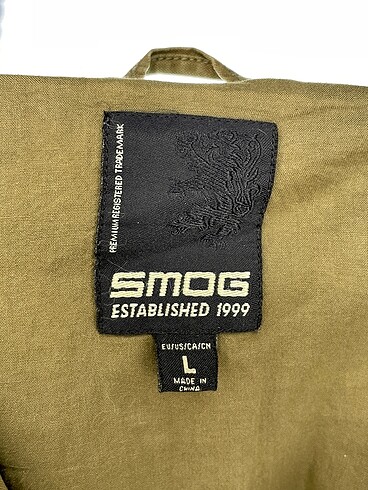 PREMIUM REGISTERED TRADEMARK
SMOG
ESTABLISHED 1999
EU/US/CA/CN
L
MADE IN
CHINA